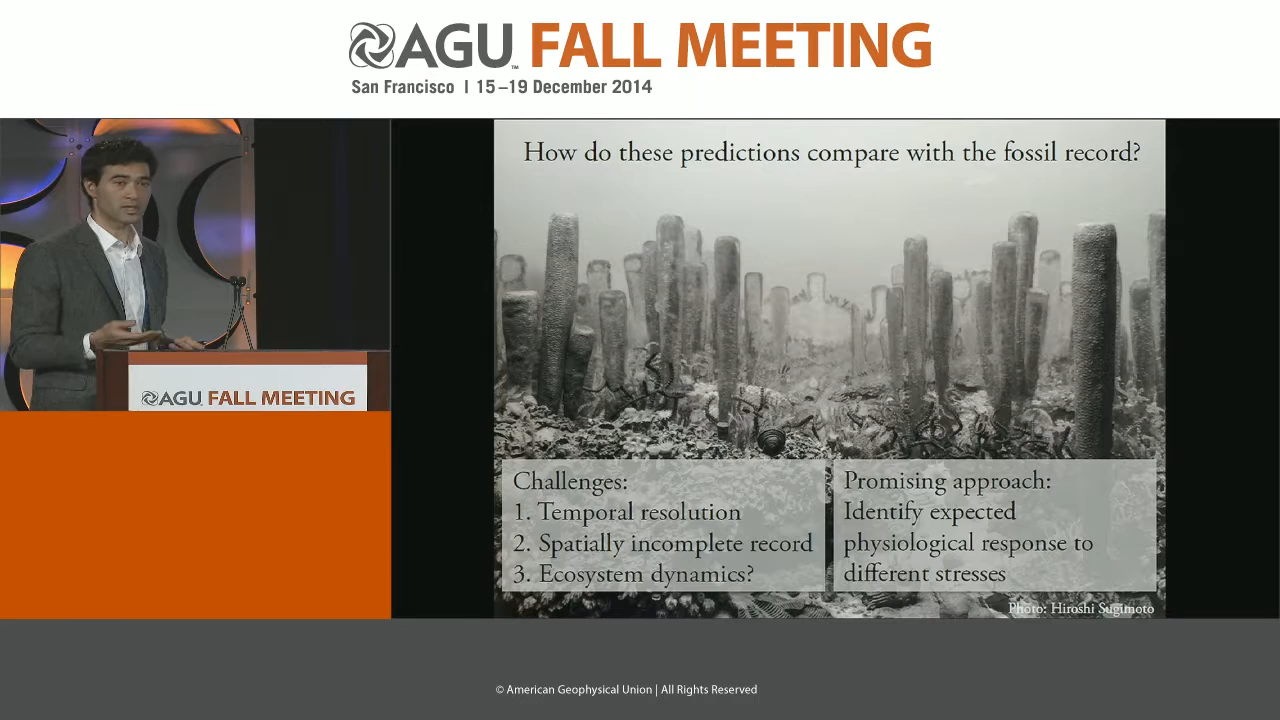 AGU™ FALL MEETING
San Francisco | 15–19 December 2014
How do these predictions compare with the fossil record?
AGU FALL MEETING
Challenges:
1. Temporal resolution
2. Spatially incomplete record
3. Ecosystem dynamics?
Promising approach:
Identify expected
physiological response to
different stresses
Photo: Hiroshi Sugimoto
© American Geophysical Union | All Rights Reserved